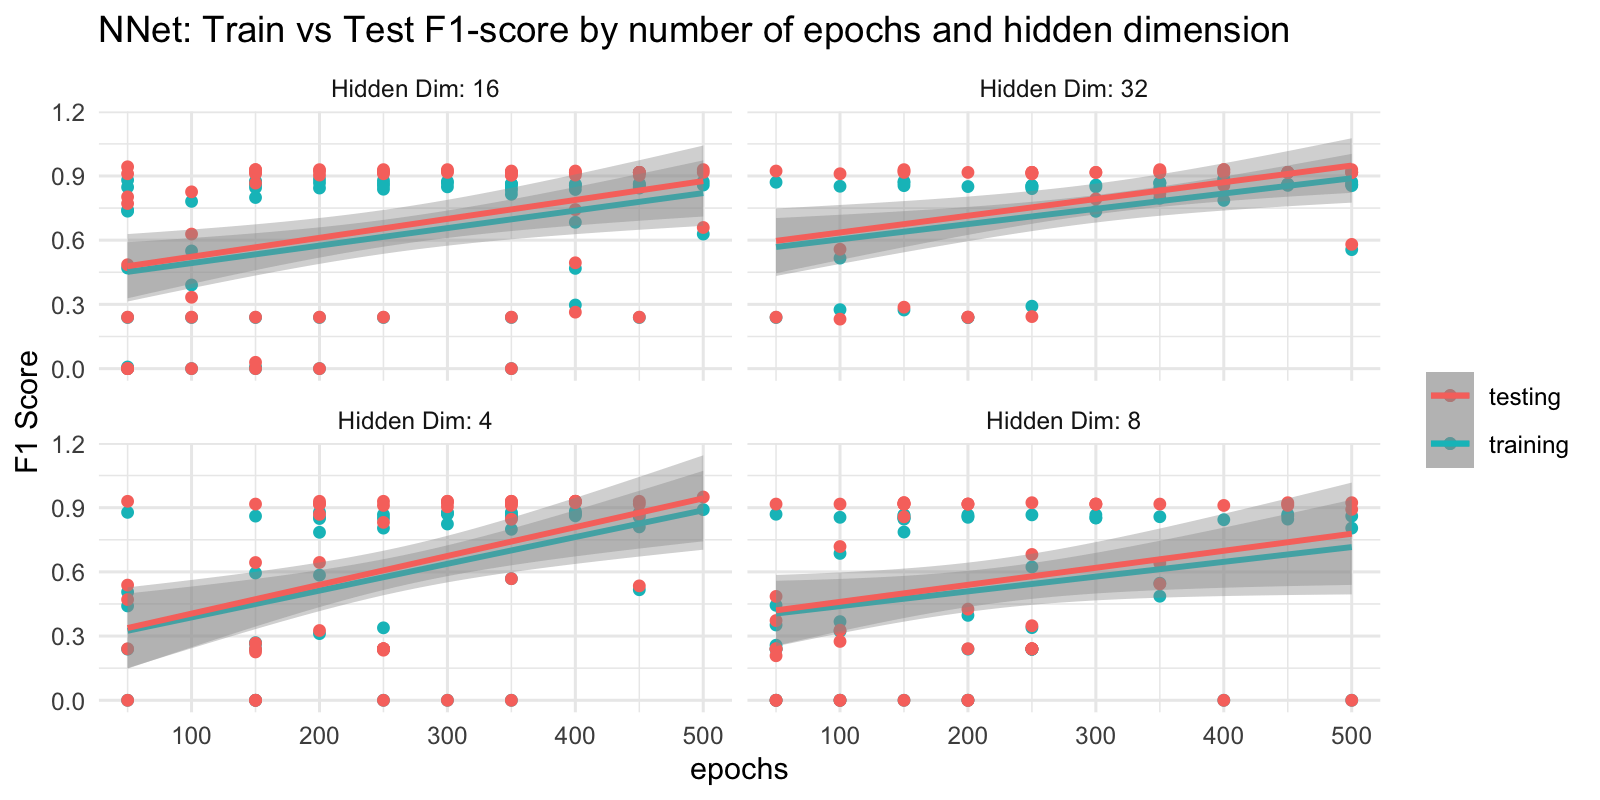 NNet: Train vs Test F1-score by number of epochs and hidden dimension
Hidden Dim: 16
Hidden Dim: 32
1.2
0.9
0.6
0.3
0.0
F1 Score
Hidden Dim: 4
Hidden Dim: 8
1.2
0.9
0.6
0.3
0.0
100 200 300 400 500
100 200 300 400 500
epochs
testing
training